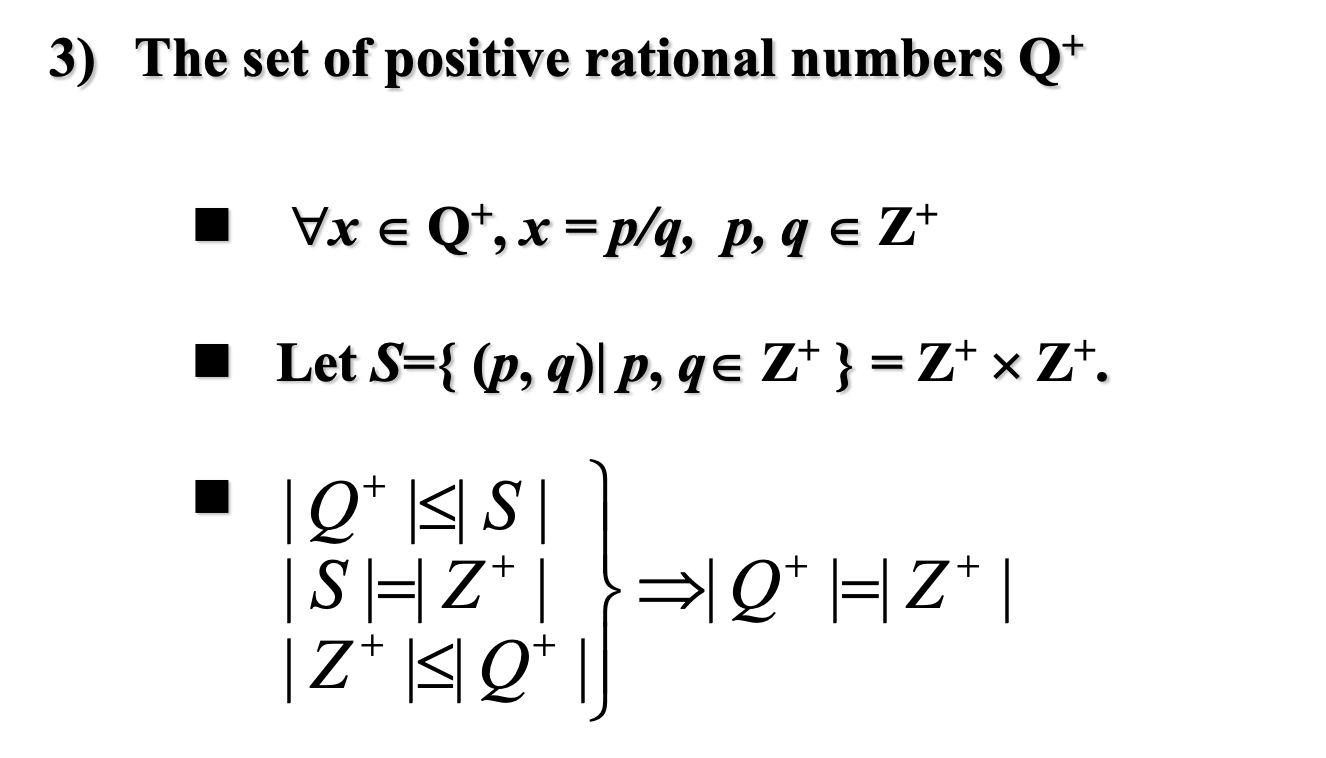 3) The set of positive rational numbers Q⁺
■ ∀x ∈ Q⁺, x = p/q, p, q ∈ Z⁺
■ Let S={ (p, q)| p, q∈ Z⁺ } = Z⁺ × Z⁺.
■ | Q⁺ |≤| S |
| S |=| Z⁺ | } ⇒| Q⁺ |=| Z⁺ |
| Z⁺ |≤| Q⁺ |